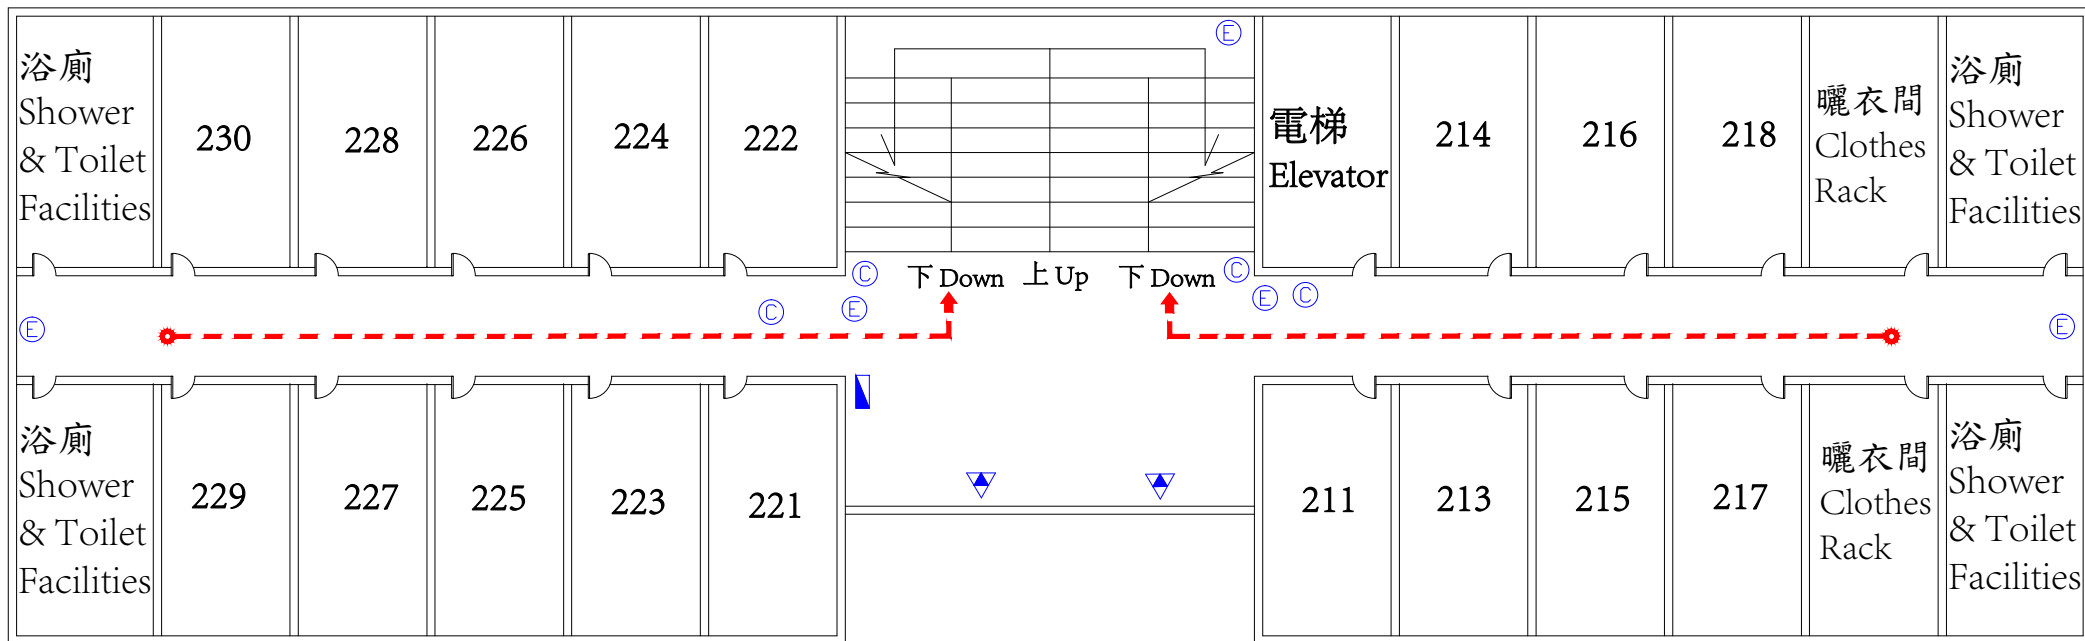 浴廁
Shower
& Toilet
Facilities
230
228
226
224
222
E
電梯
Elevator
214
216
218
曬衣間
Clothes
Rack
浴廁
Shower
& Toilet
Facilities
C
下 Down
上 Up
下 Down
C
E
C
E
E
C
E
浴廁
Shower
& Toilet
Facilities
229
227
225
223
221
211
213
215
217
曬衣間
Clothes
Rack
浴廁
Shower
& Toilet
Facilities